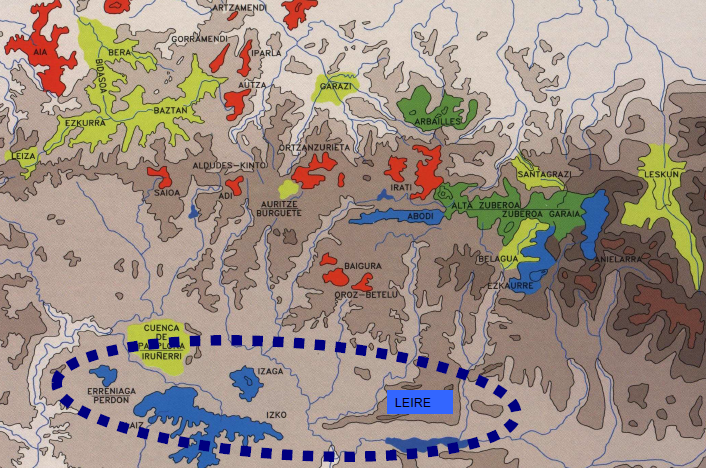 ARTZAMENDI
GORRAMENDI
AIA
BERA
IPARLA
BIDASOA
AUTZA
GARAZI
BAZTAN
EZKURRA
ARBAILLES
ORTZANZURIETA
LEIZA
ALDUDES-KINTO
SANTAGRAZI
LESKUN
IRATI
SAIOA
ADI
AURITZE
BURGUETE
ALTA ZUBEROA
ABODI
ZUBEROA GARAIA
BELAGUA
ANIELARRA
BAIGURA
EZKAURRE
OROZ-BETELU
CUENCA
DE
PAMPLONA
IRUÑERRI
IZAGA
ERRENIAGA
PERDON
LEIRE
IZKO
AIZ